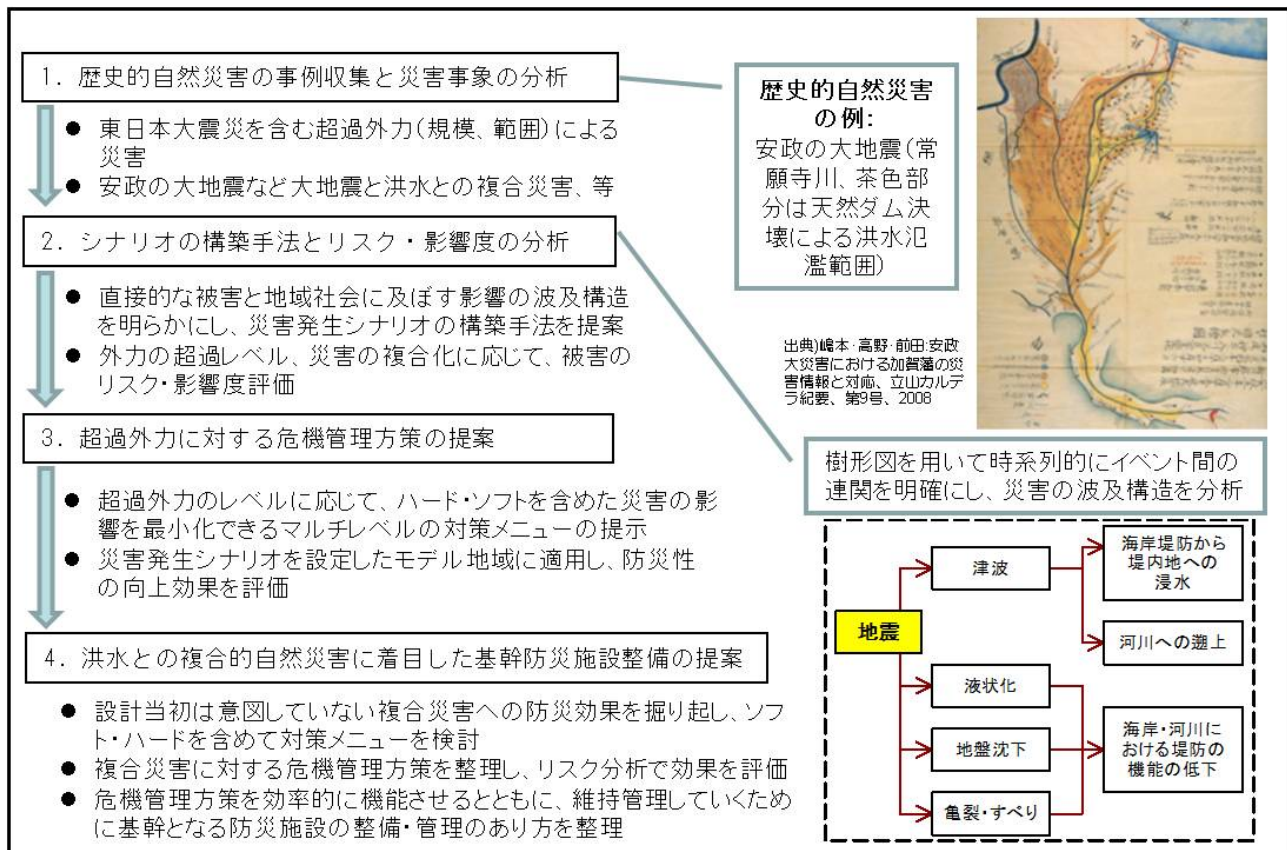 1．歴史的自然災害の事例収集と災害事象の分析
● 東日本大震災を含む超過外力(規模、範囲)による
災害
● 安政の大地震など大地震と洪水との複合災害、等
2．シナリオの構築手法とリスク・影響度の分析
● 直接的な被害と地域社会に及ぼす影響の波及構造
を明らかにし、災害発生シナリオの構築手法を提案
● 外力の超過レベル、災害の複合化に応じて、被害の
リスク・影響度評価
3．超過外力に対する危機管理方策の提案
● 超過外力のレベルに応じて、ハード・ソフトを含めた災害の影
響を最小化できるマルチレベルの対策メニューの提示
● 災害発生シナリオを設定したモデル地域に適用し、防災性
の向上効果を評価
4．洪水との複合的自然災害に着目した基幹防災施設整備の提案
● 設計当初は意図していない複合災害への防災効果を掘り起し、ソフ
ト・ハードを含めて対策メニューを検討
● 複合災害に対する危機管理方策を整理し、リスク分析で効果を評価
● 危機管理方策を効率的に機能させるとともに、維持管理していくため
に基幹となる防災施設の整備・管理のあり方を整理
歴史的自然災害
の例：
安政の大地震(常
願寺川、茶色部
分は天然ダム決
壊による洪水氾
濫範囲)
出典)嶋本・高野・前田:安政
大災害における加賀藩の災
害情報と対応、立山カルデ
ラ紀要、第9号、2008
樹形図を用いて時系列的にイベント間の
連関を明確にし、災害の波及構造を分析
地震
津波
海岸堤防から
堤内地への
浸水
河川への遡上
液状化
地盤沈下
亀裂・すべり
海岸・河川に
おける堤防の
機能の低下